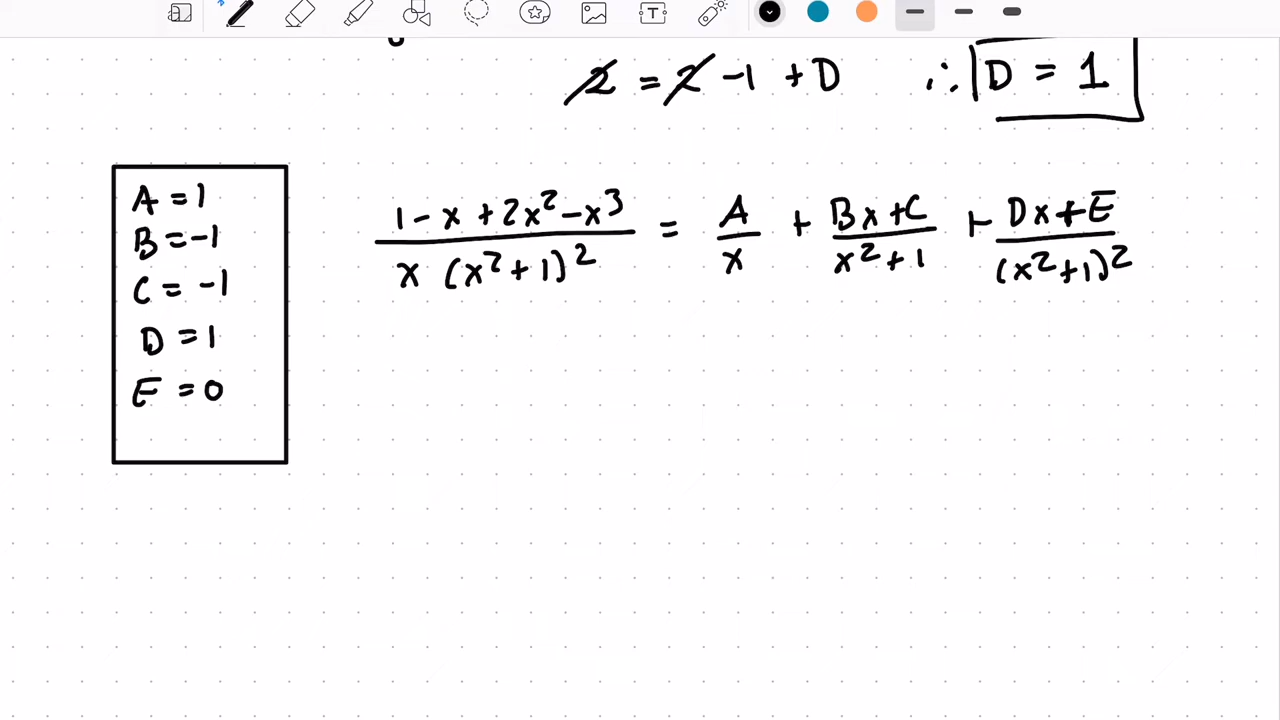 2 = 2 -1 + D ∴ D = 1
A = 1
B = -1
C = -1
D = 1
E = 0
(1 - x + 2x² - x³) / (x (x² + 1)²) = A/x + (Bx + C)/(x² + 1) + (Dx + E)/(x² + 1)²